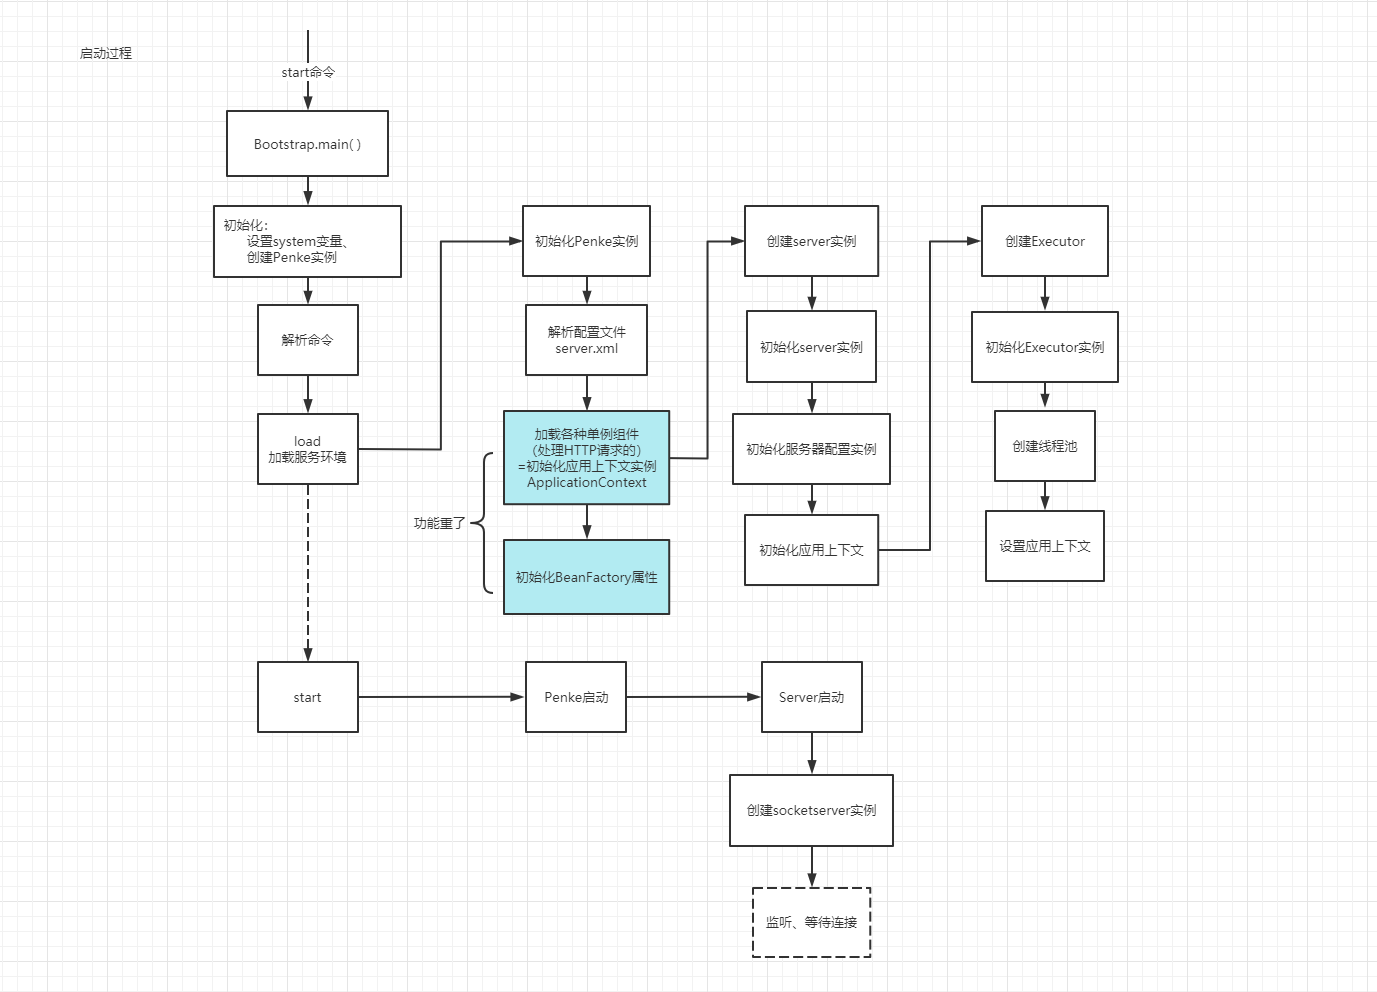 启动过程
start命令
Bootstrap.main( )
初始化：
设置system变量、
创建Penke实例
解析命令
load
加载服务环境
初始化Penke实例
解析配置文件
server.xml
加载各种单例组件
（处理HTTP请求的）
=初始化应用上下文实例
ApplicationContext
功能重了
初始化BeanFactory属性
创建server实例
初始化server实例
初始化服务器配置实例
初始化应用上下文
创建Executor
初始化Executor实例
创建线程池
设置应用上下文
start
Penke启动
Server启动
创建socketserver实例
监听、等待连接